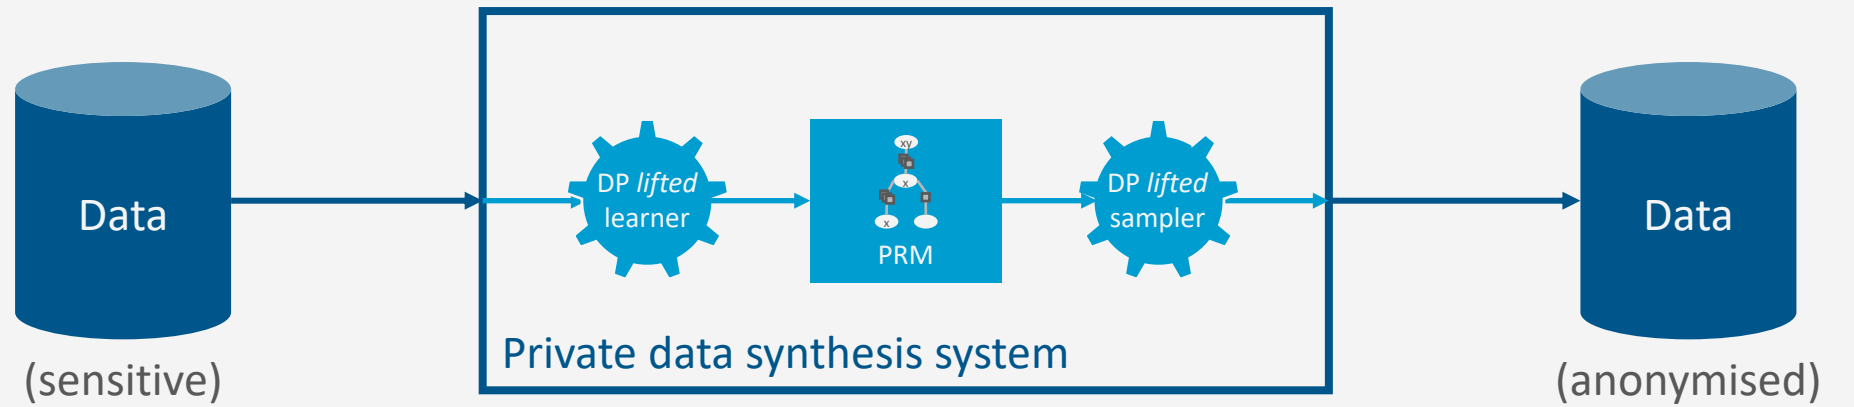 Data
(sensitive)
DP lifted
learner
xy
x
x
PRM
DP lifted
sampler
Private data synthesis system
Data
(anonymised)